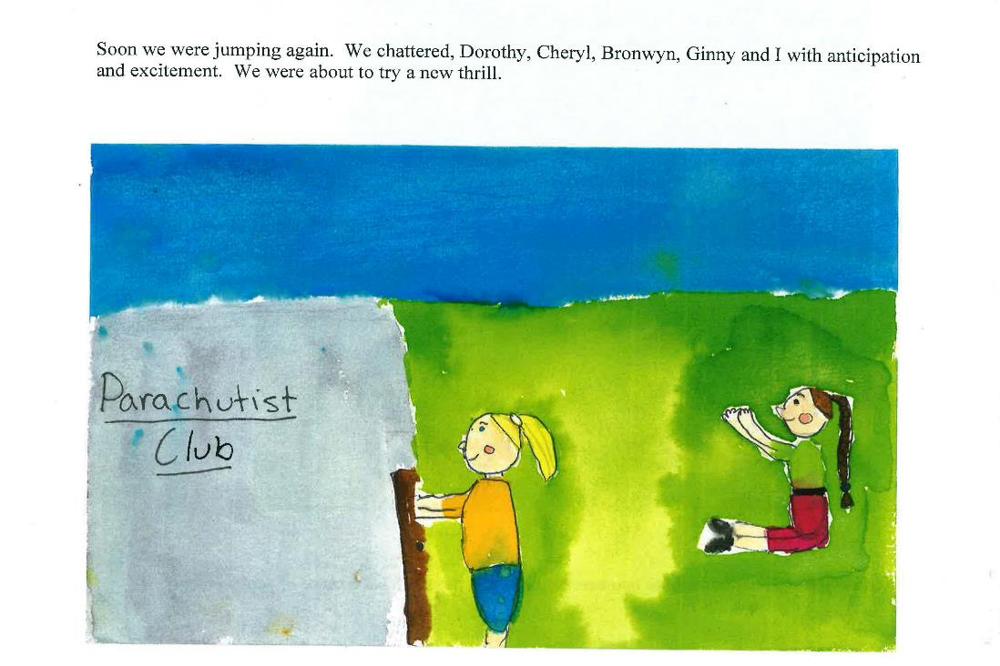 Soon we were jumping again.  We chattered, Dorothy, Cheryl, Bronwyn, Ginny and I with anticipation
and excitement.  We were about to try a new thrill.
Parachutist
Club